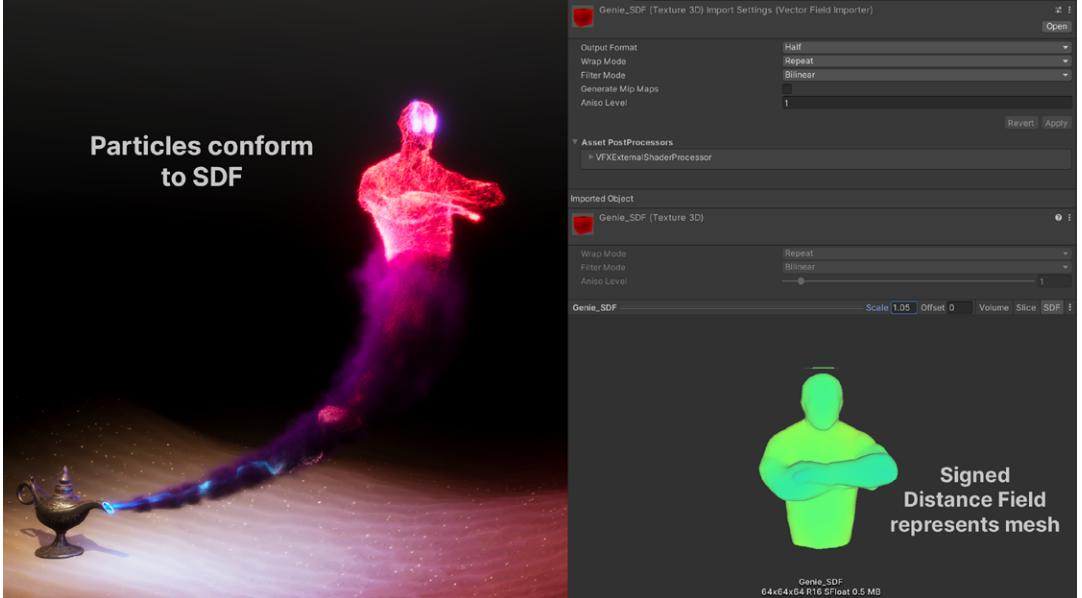 Particles conform
to SDF
Genie_SDF (Texture 3D) Import Settings (Vector Field Importer)
Open
Output Format Half
Wrap Mode Repeat
Filter Mode Bilinear
Generate Mip Maps
Aniso Level 1
Revert Apply
Asset PostProcessors
VFXExternalShaderProcessor
Imported Object
Genie_SDF (Texture 3D)
Wrap Mode Repeat
Filter Mode Bilinear
Aniso Level 1
Genie_SDF Scale 1.05 Offset 0 Volume Slice SDF
Signed
Distance Field
represents mesh
Genie_SDF
64x64x64 R16 SFloat 0.5 MB